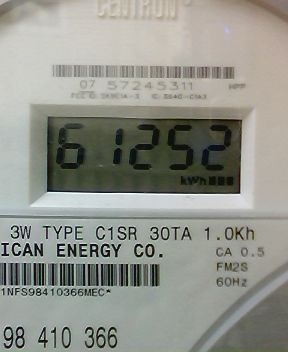 CENTRON®
07 57245311
61252
kWh
3W TYPE C1SR 30TA 1.0Kh
ICAN ENERGY CO.
CA 0.5
FM2S
60Hz
1NFS98410366MEC*
98 410 366